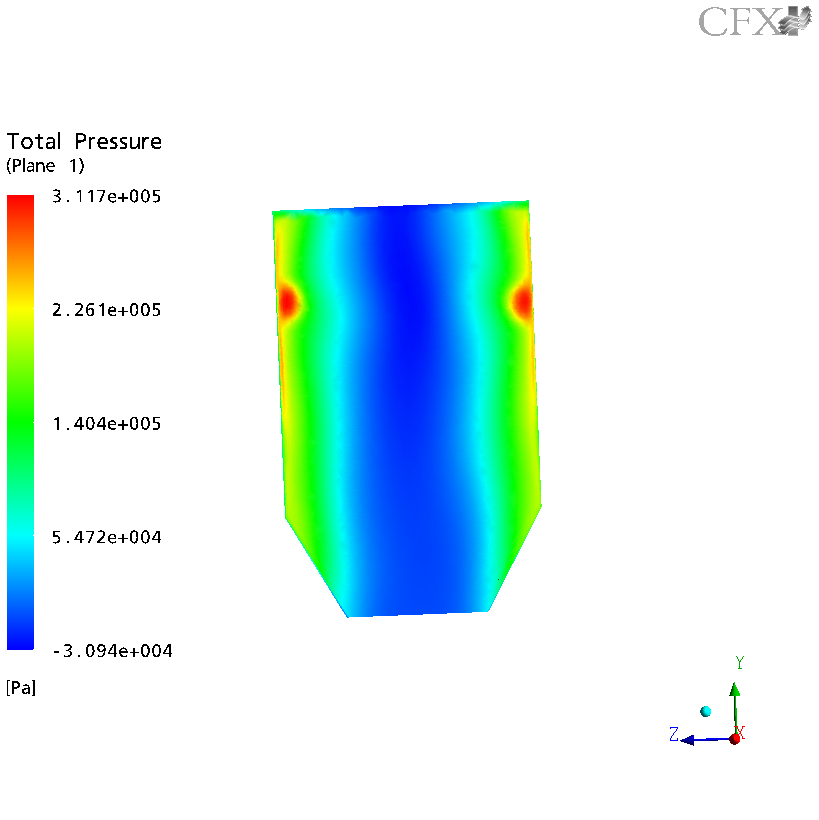 CFX
Total Pressure
(Plane 1)
3.117e+005
2.261e+005
1.404e+005
5.472e+004
-3.094e+004
[Pa]
Y
Z
X